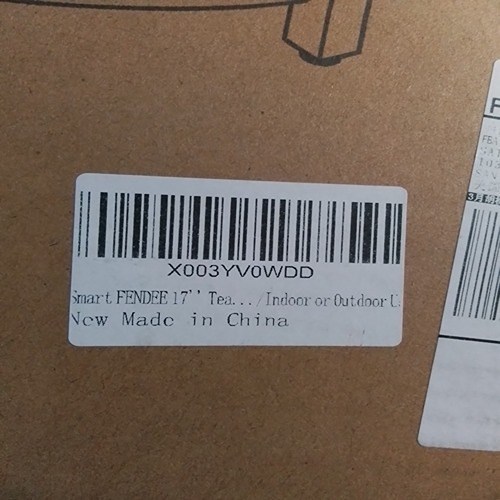 X003YV0WDD
Smart FENDEE 17'' Tea.../Indoor or Outdoor U
New Made in China